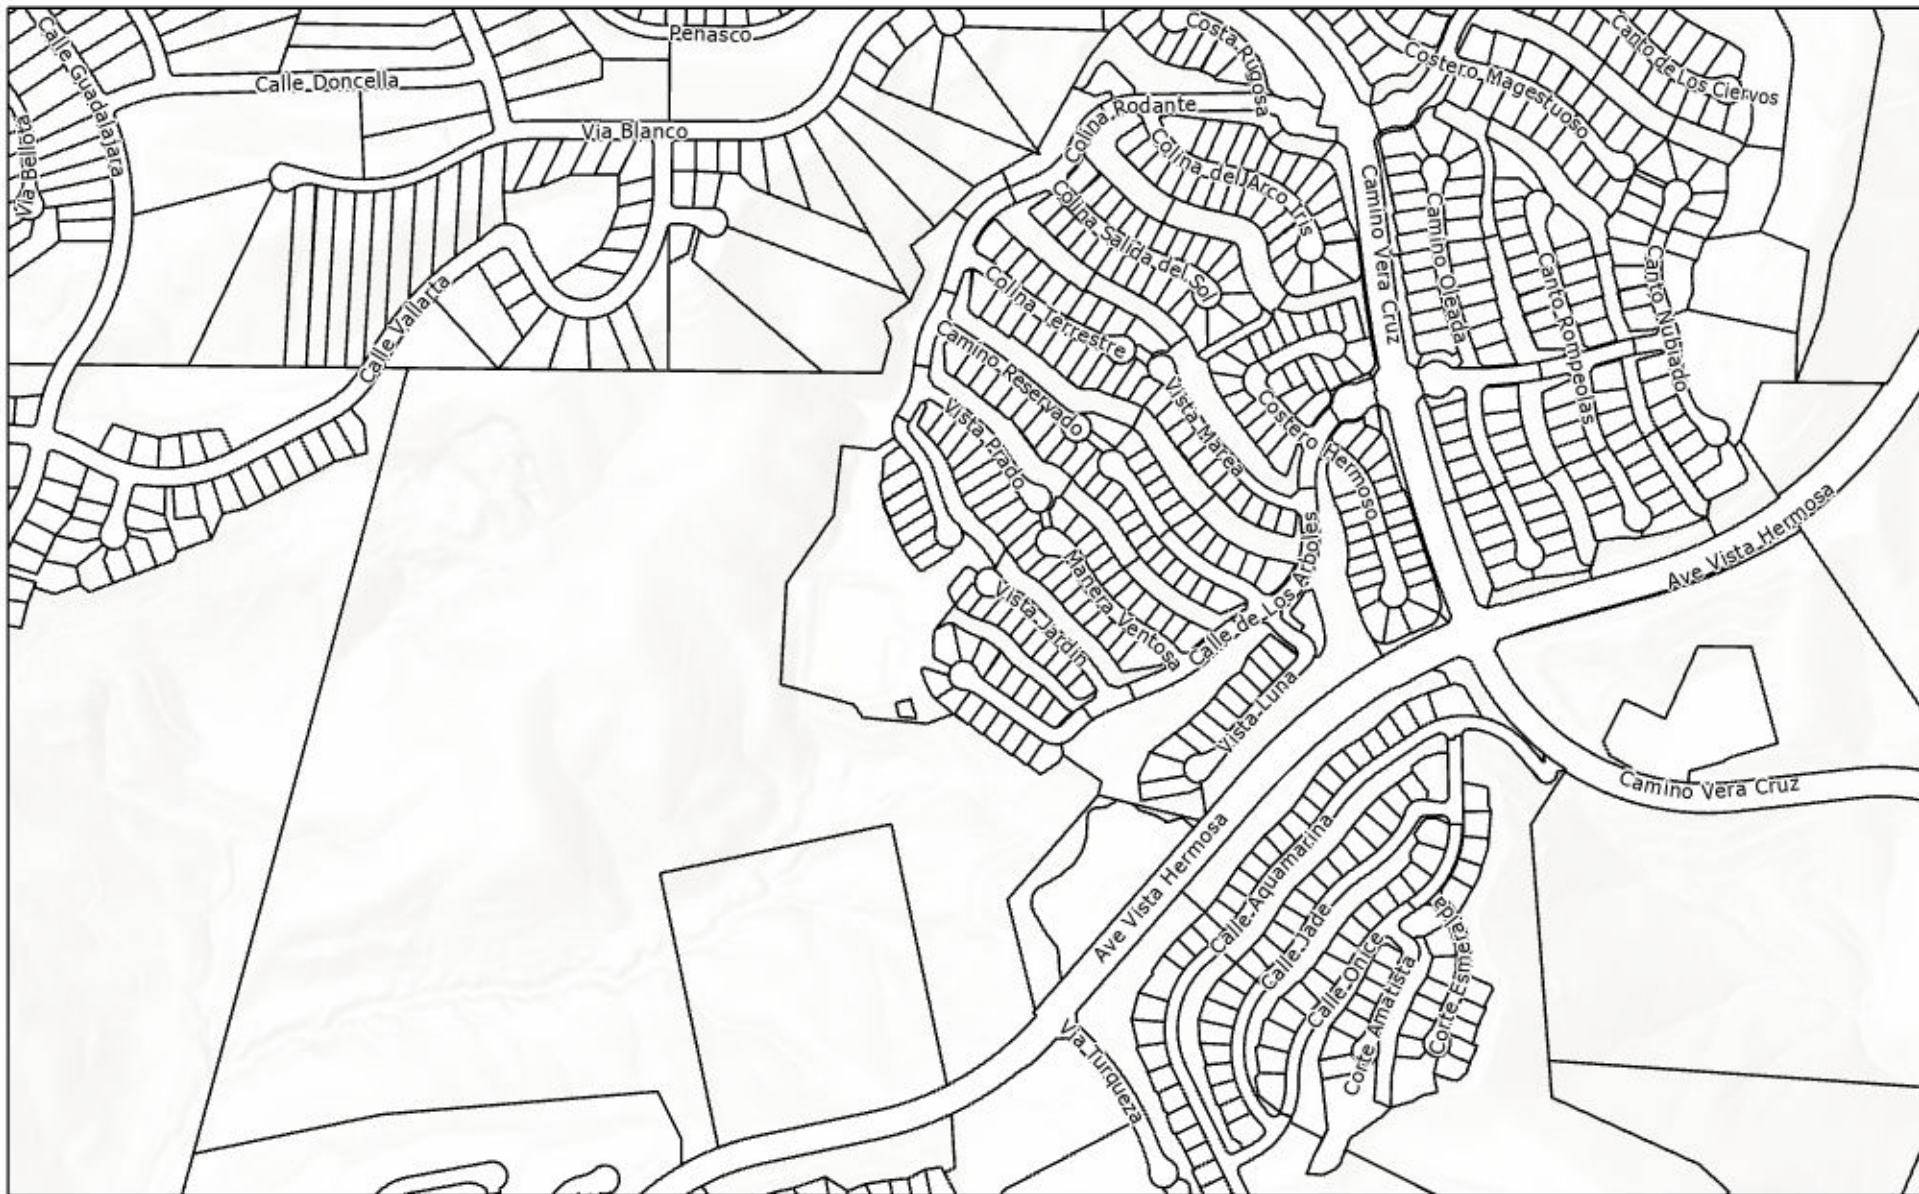 Calle Guadalajara
Penasco
Calle Doncella
Via Blanco
Via Bellota
Calle Vallarta
Costa Rugosa
Costero Magestuoso
Canto de Los Ciervos
Colina Rodante
Colina del Arco Iris
Colina Salida del Sol
Camino Vera Cruz
Camino Oleada
Canto Rompeolas
Canto Nubiado
Colina Terrestre
Camino Reservado
Vista Prado
Vista Marea
Costero Hermoso
Manera Ventosa
Vista Jardin
Calle de Los Arboles
Vista Luna
Ave Vista Hermosa
Camino Vera Cruz
Ave Vista Hermosa
Calle Aquamarina
Calle Jade
Calle Onice
Corte Amatista
Corte Esmeralda
Via Turqueza